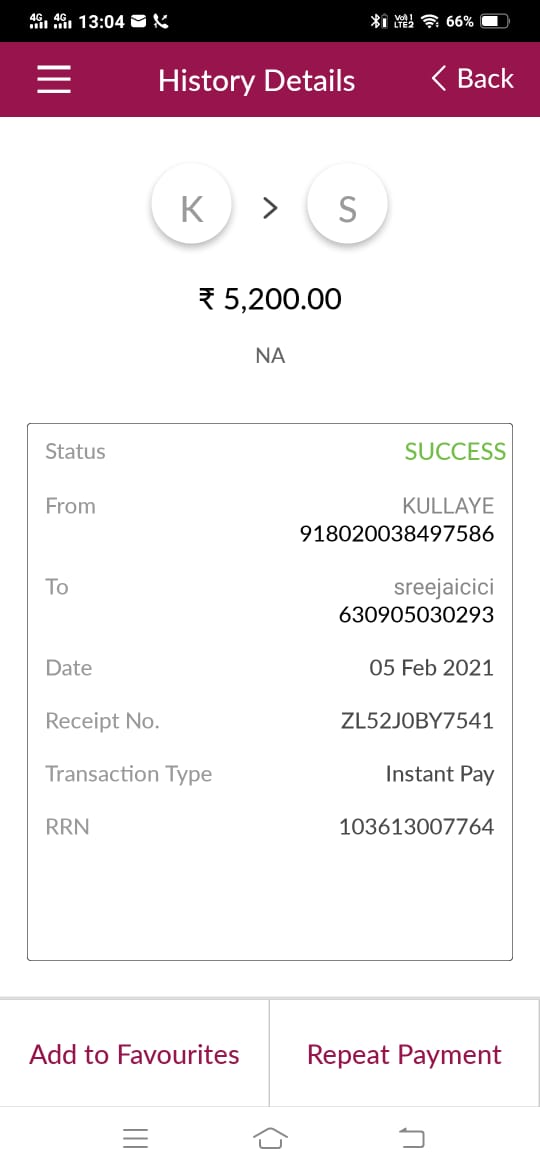 4G 4G 13:04 Vo) LTE2 66%
History Details
Back
K > S
₹ 5,200.00
NA
Status SUCCESS
From KULLAYE
918020038497586
To sreejaicici
630905030293
Date 05 Feb 2021
Receipt No. ZL52J0BY7541
Transaction Type Instant Pay
RRN 103613007764
Add to Favourites Repeat Payment